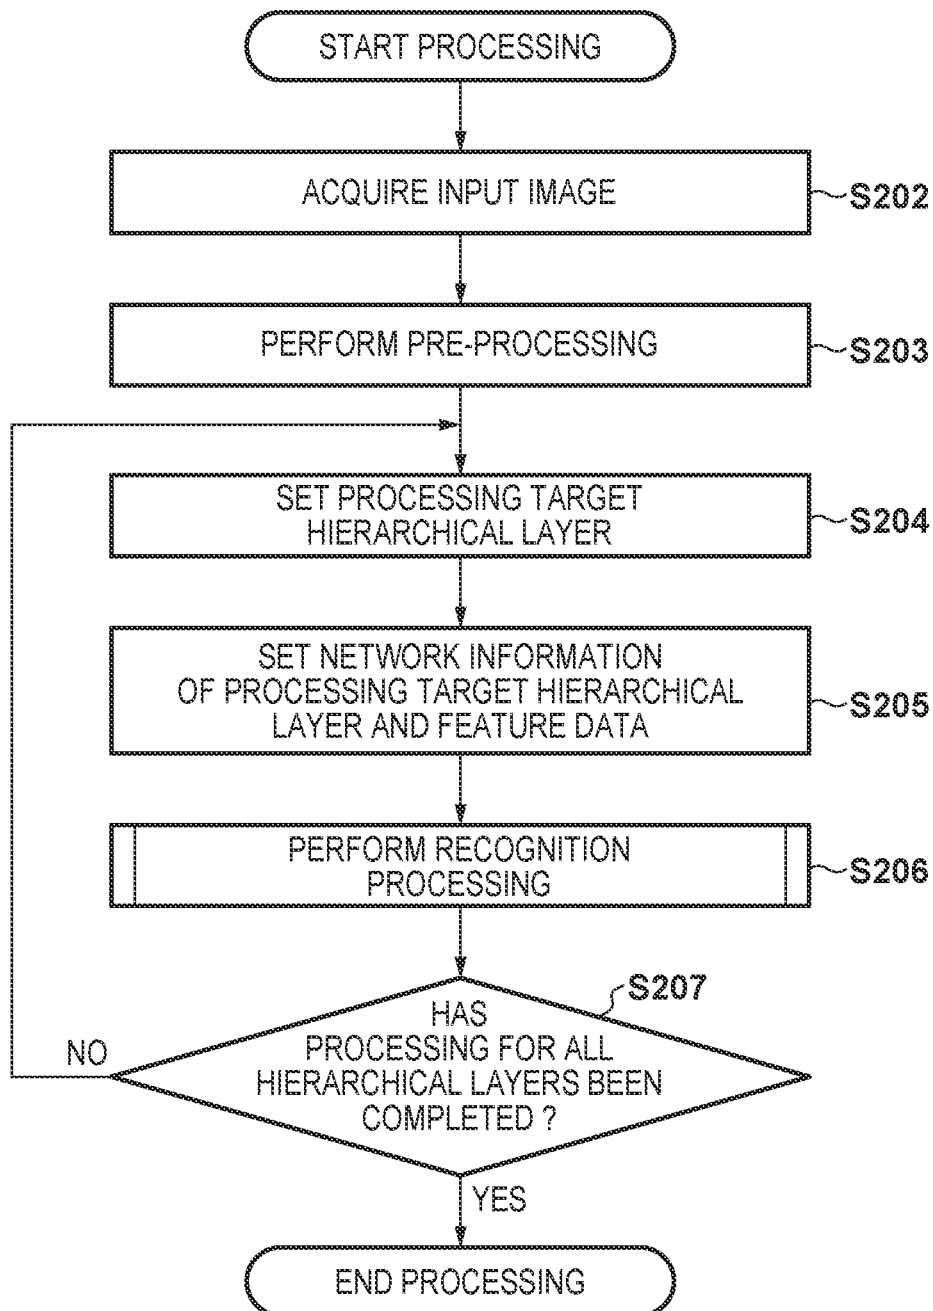 START PROCESSING
ACQUIRE INPUT IMAGE
S202
PERFORM PRE-PROCESSING
S203
SET PROCESSING TARGET
HIERARCHICAL LAYER
S204
SET NETWORK INFORMATION
OF PROCESSING TARGET HIERARCHICAL
LAYER AND FEATURE DATA
S205
PERFORM RECOGNITION
PROCESSING
S206
S207
HAS
PROCESSING FOR ALL
HIERARCHICAL LAYERS BEEN
COMPLETED ?
NO
YES
END PROCESSING